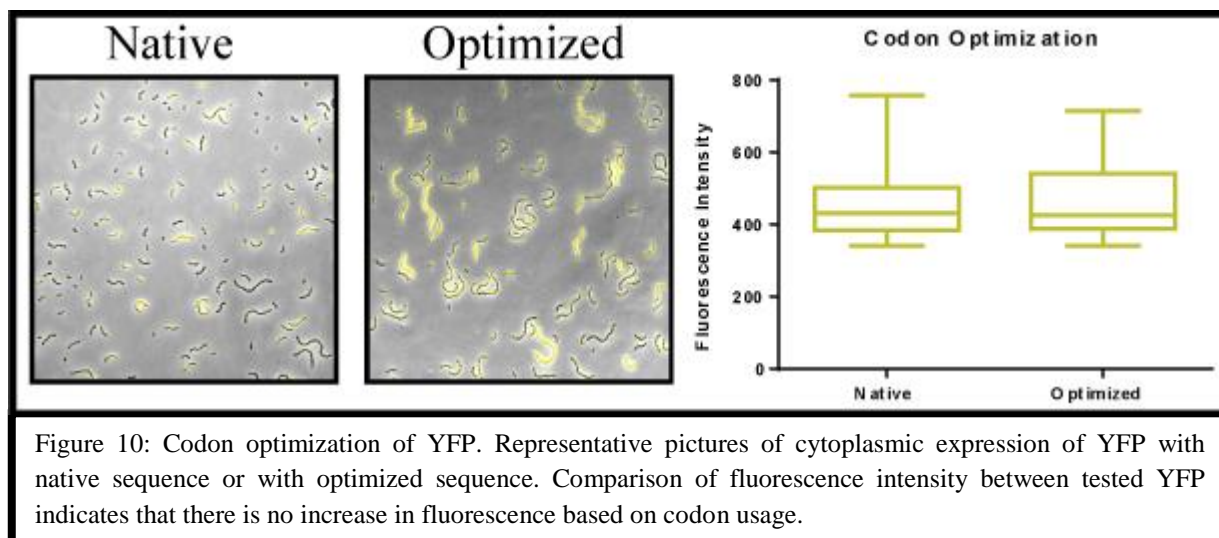 Native
Optimized
Codon Optimization
Fluorescence Intensity
800
600
400
200
0
Native
Optimized
Figure 10: Codon optimization of YFP. Representative pictures of cytoplasmic expression of YFP with
native sequence or with optimized sequence. Comparison of fluorescence intensity between tested YFP
indicates that there is no increase in fluorescence based on codon usage.